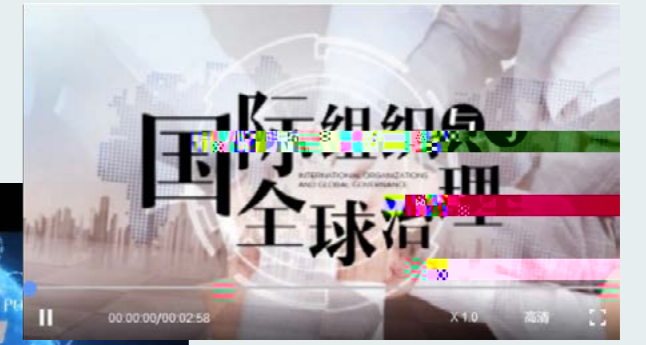 国际组织与
INTERNATIONAL ORGANIZATIONS
AND GLOBAL GOVERNANCE
全球治理
00:00:00/00:02:58
X 1.0
高清